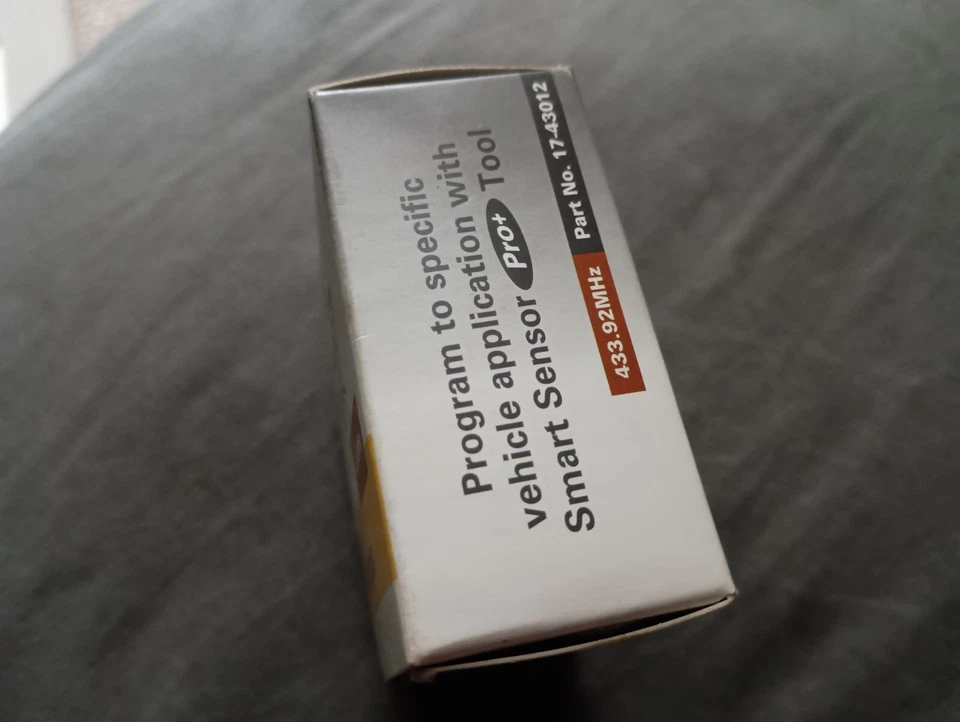 Program to specific
vehicle application with
Smart Sensor Pro+ Tool
433.92MHz Part No. 17-43012